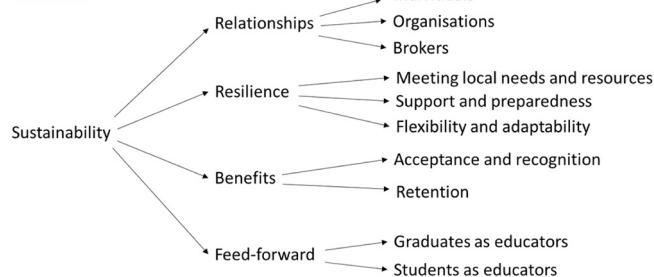 Relationships
Organisations
Brokers
Resilience
Meeting local needs and resources
Support and preparedness
Flexibility and adaptability
Sustainability
Benefits
Acceptance and recognition
Retention
Feed-forward
Graduates as educators
Students as educators